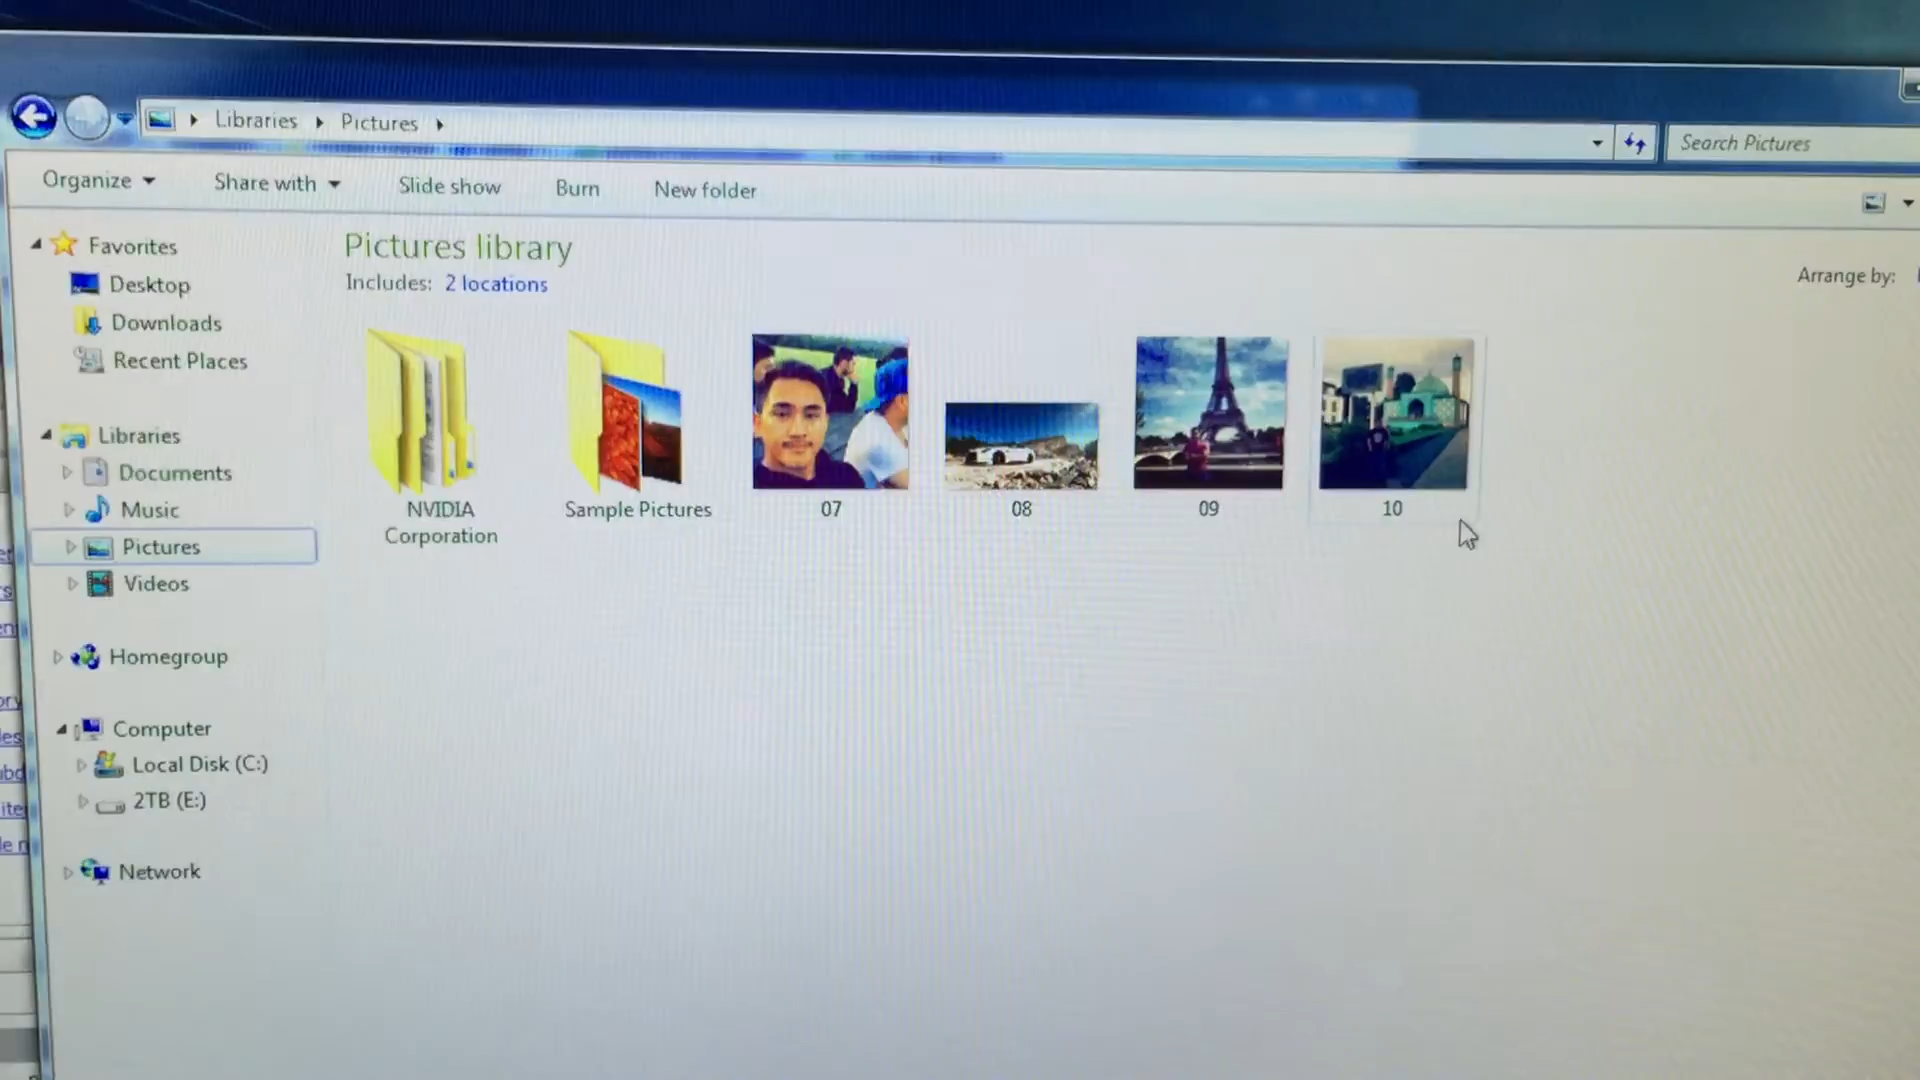 Libraries
Pictures
Search Pictures
Organize
Share with
Slide show
Burn
New folder
Favorites
Desktop
Downloads
Recent Places
Libraries
Documents
Music
Pictures
Videos
Homegroup
Computer
Local Disk (C:)
2TB (E:)
Network
Pictures library
Includes: 2 locations
Arrange by:
NVIDIA
Corporation
Sample Pictures
07
08
09
10